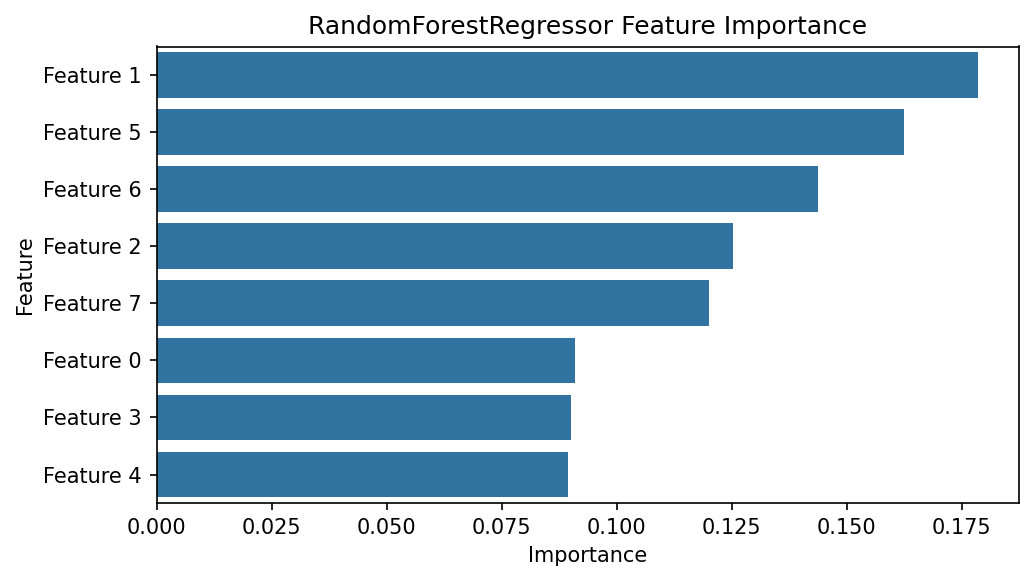 RandomForestRegressor Feature Importance
Feature
Feature 1
Feature 5
Feature 6
Feature 2
Feature 7
Feature 0
Feature 3
Feature 4
0.000 0.025 0.050 0.075 0.100 0.125 0.150 0.175
Importance